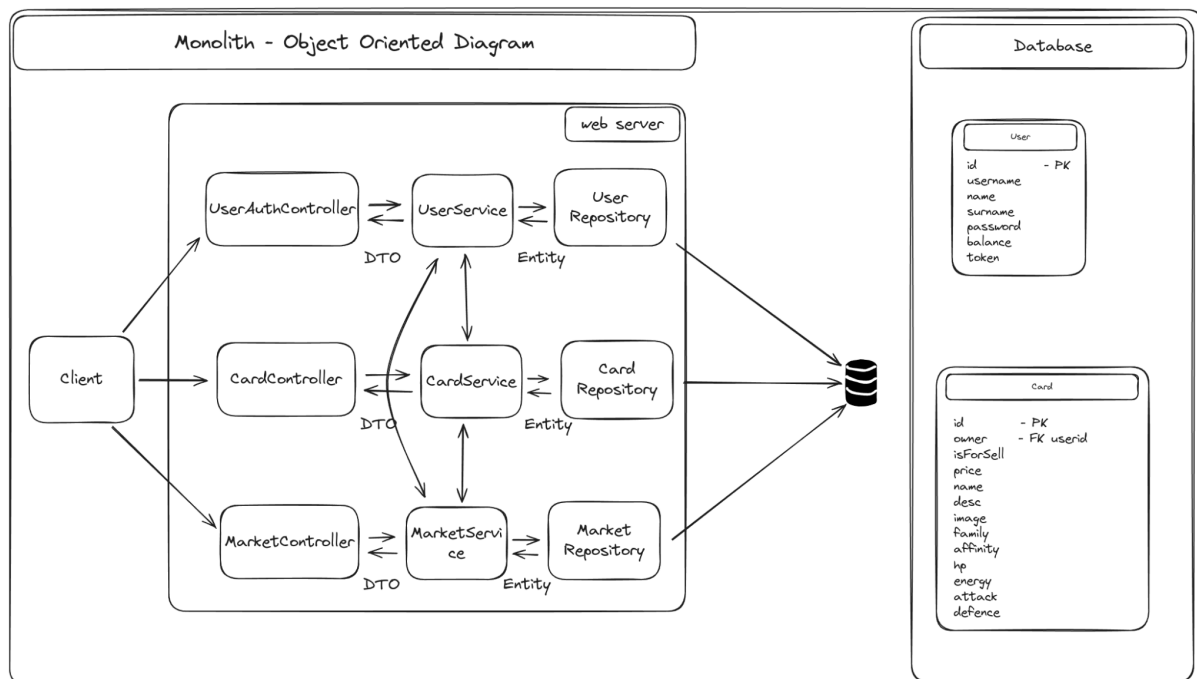 Monolith - Object Oriented Diagram
Database
web server
User
id - PK
username
name
surname
password
balance
token
UserAuthController
UserService
User
Repository
DTO
Entity
Client
CardController
CardService
Card
Repository
DTO
Entity
Card
id - PK
owner - FK userid
isForSell
price
name
desc
image
family
affinity
hp
energy
attack
defence
MarketController
MarketServi
ce
Market
Repository
DTO
Entity